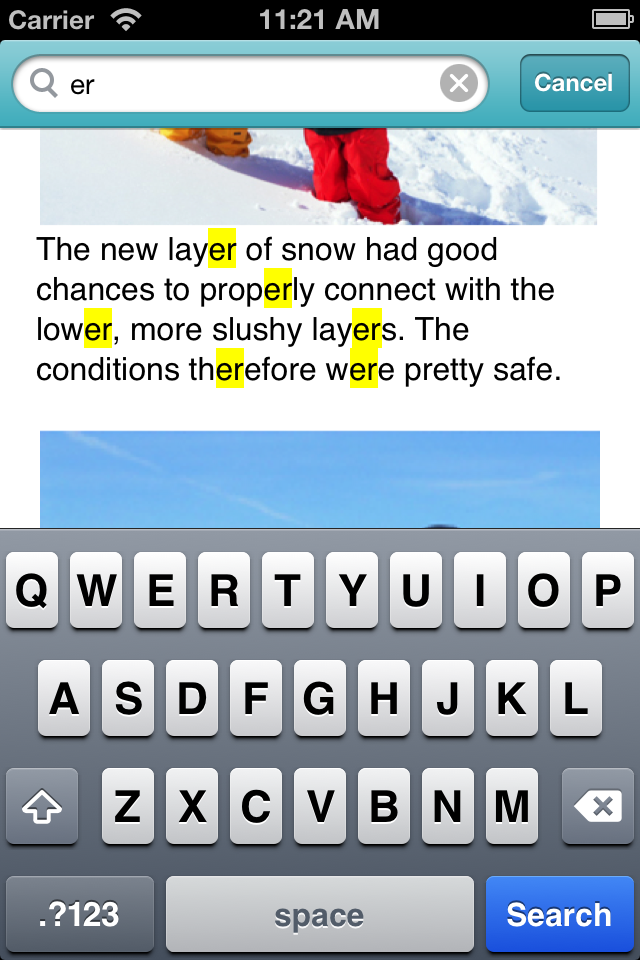 Carrier 11:21 AM
er Cancel
The new layer of snow had good
chances to properly connect with the
lower, more slushy layers. The
conditions therefore were pretty safe.
Q W E R T Y U I O P
A S D F G H J K L
Z X C V B N M
.?123 space Search